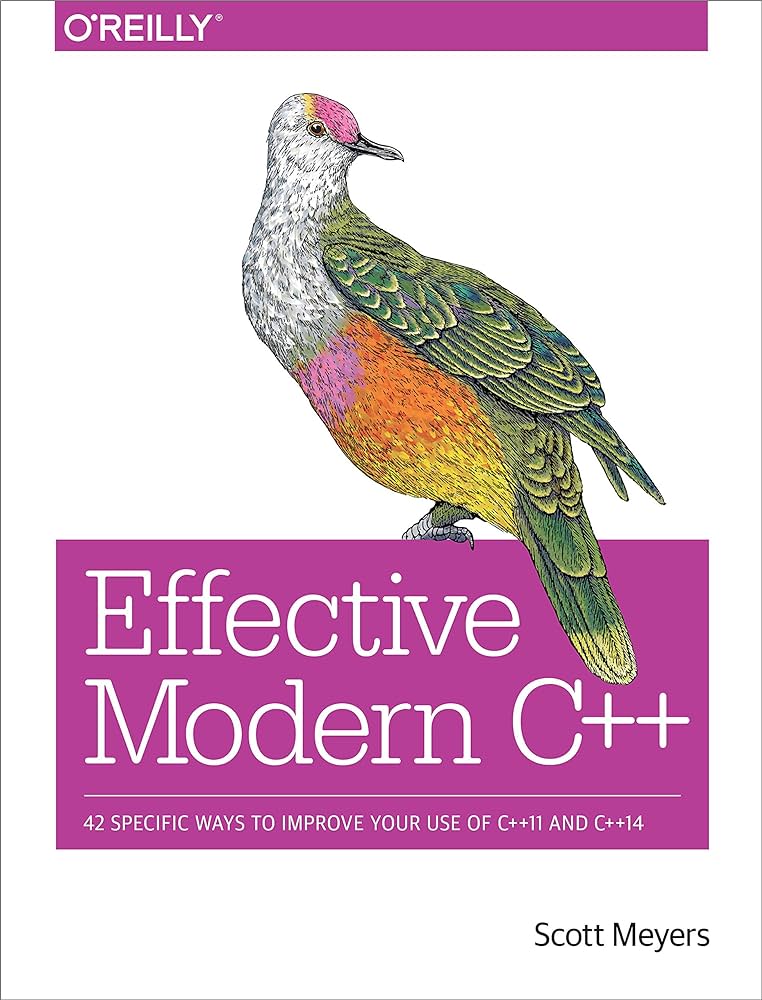 O'REILLY®
Effective
Modern C++
42 SPECIFIC WAYS TO IMPROVE YOUR USE OF C++11 AND C++14
Scott Meyers